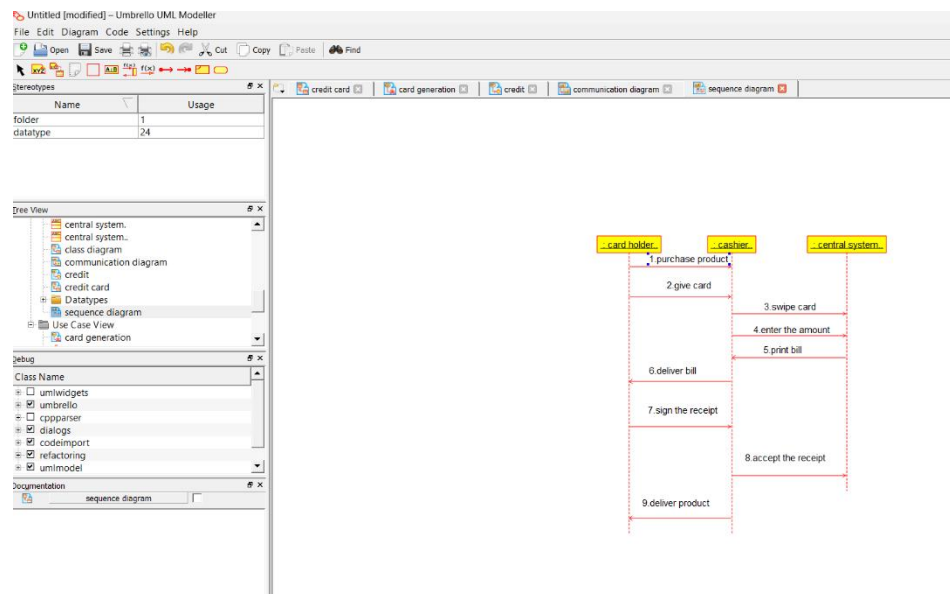 Untitled [modified] – Umbrello UML Modeller
File Edit Diagram Code Settings Help
Open Save Cut Copy Paste Find
xyz A.B f(x) f(x)
Stereotypes
Name Usage
folder 1
datatype 24
Tree View
central system.
central system..
class diagram
communication diagram
credit
credit card
Datatypes
sequence diagram
Use Case View
card generation
Debug
Class Name
umlwidgets
umbrello
cppparser
dialogs
codeimport
refactoring
umlmodel
Documentation
sequence diagram
credit card card generation credit communication diagram sequence diagram
: card holder. : cashier. : central system..
1.purchase product
2.give card
3.swipe card
4.enter the amount
5.print bill
6.deliver bill
7.sign the receipt
8.accept the receipt
9.deliver product